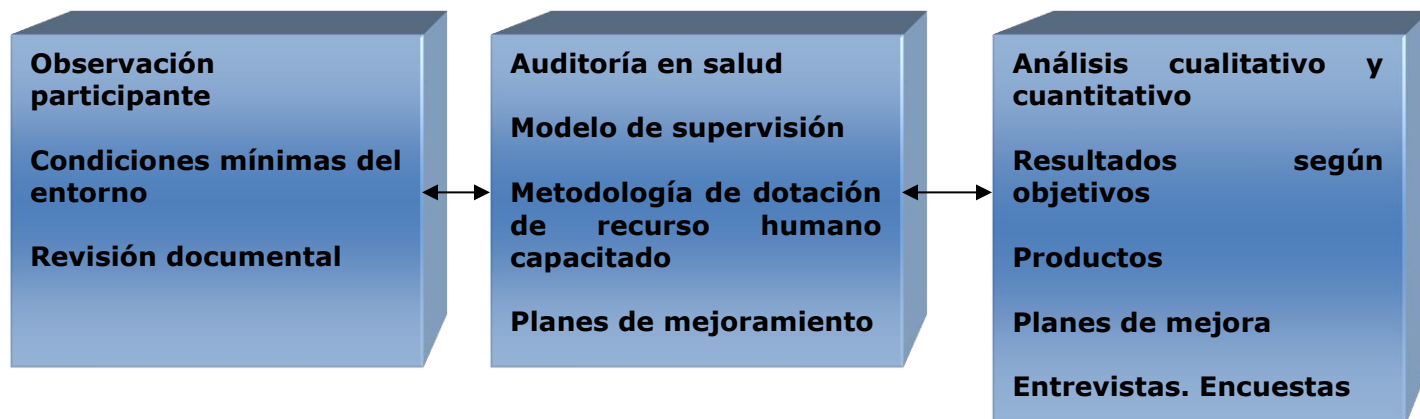 Observación
participante
Condiciones mínimas del
entorno
Revisión documental
Auditoría en salud
Modelo de supervisión
Metodología de dotación
de recurso humano
capacitado
Planes de mejoramiento
Análisis cualitativo y
cuantitativo
Resultados según
objetivos
Productos
Planes de mejora
Entrevistas. Encuestas